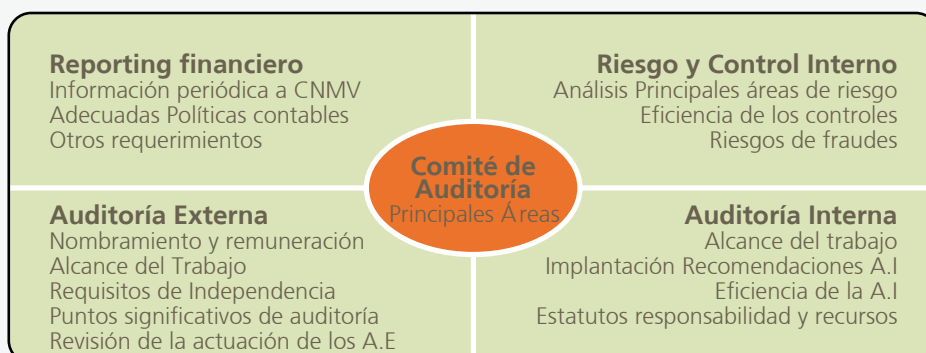 Reporting financiero
Información periódica a CNMV
Adecuadas Políticas contables
Otros requerimientos
Riesgo y Control Interno
Análisis Principales áreas de riesgo
Eficiencia de los controles
Riesgos de fraudes
Comité de
Auditoría
Principales Áreas
Auditoría Externa
Nombramiento y remuneración
Alcance del Trabajo
Requisitos de Independencia
Puntos significativos de auditoría
Revisión de la actuación de los A.E
Auditoría Interna
Alcance del trabajo
Implantación Recomendaciones A.I
Eficiencia de la A.I
Estatutos responsabilidad y recursos